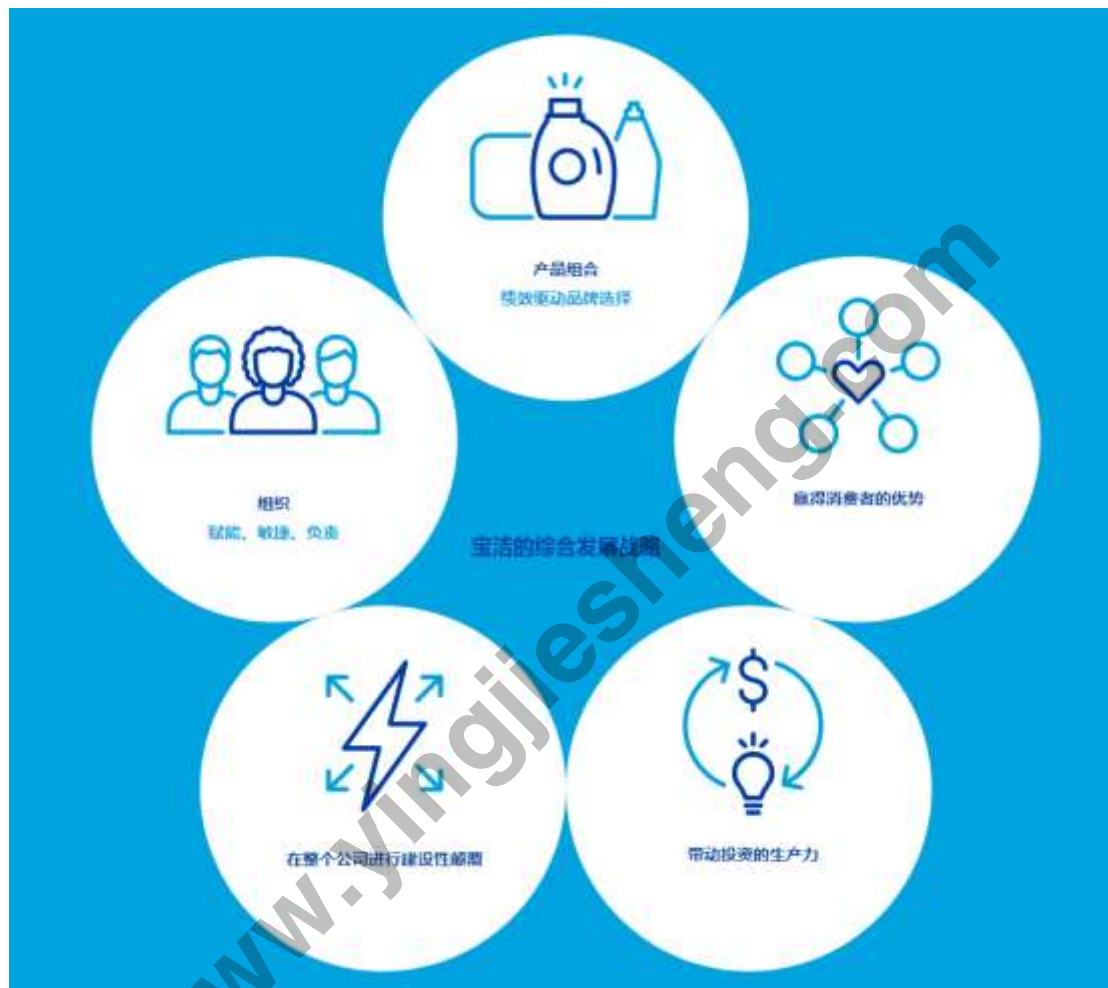 产品组合
绩效驱动品牌选择
赢得消费者的优势
组织
赋能、敏捷、负责
宝洁的综合发展战略
在整个公司进行建设性颠覆
带动投资的生产力
$
www.yingjiesheng.com